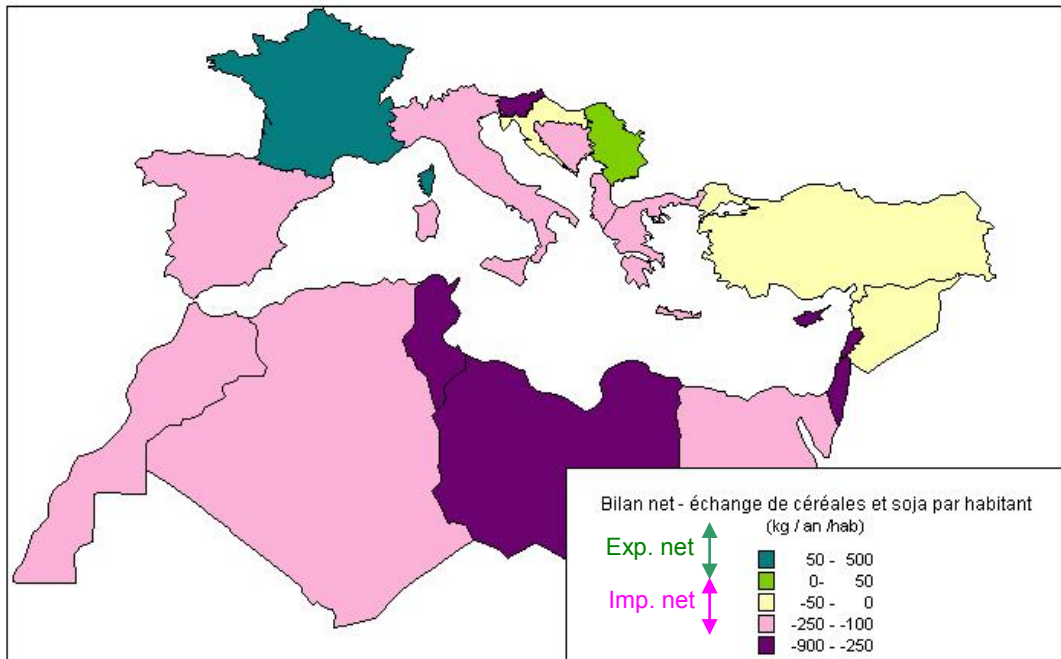 Bilan net - échange de céréales et soja par habitant
(kg / an /hab)
Exp. net
Imp. net
50 - 500
0- 50
-50 - 0
-250 - -100
-900 - -250